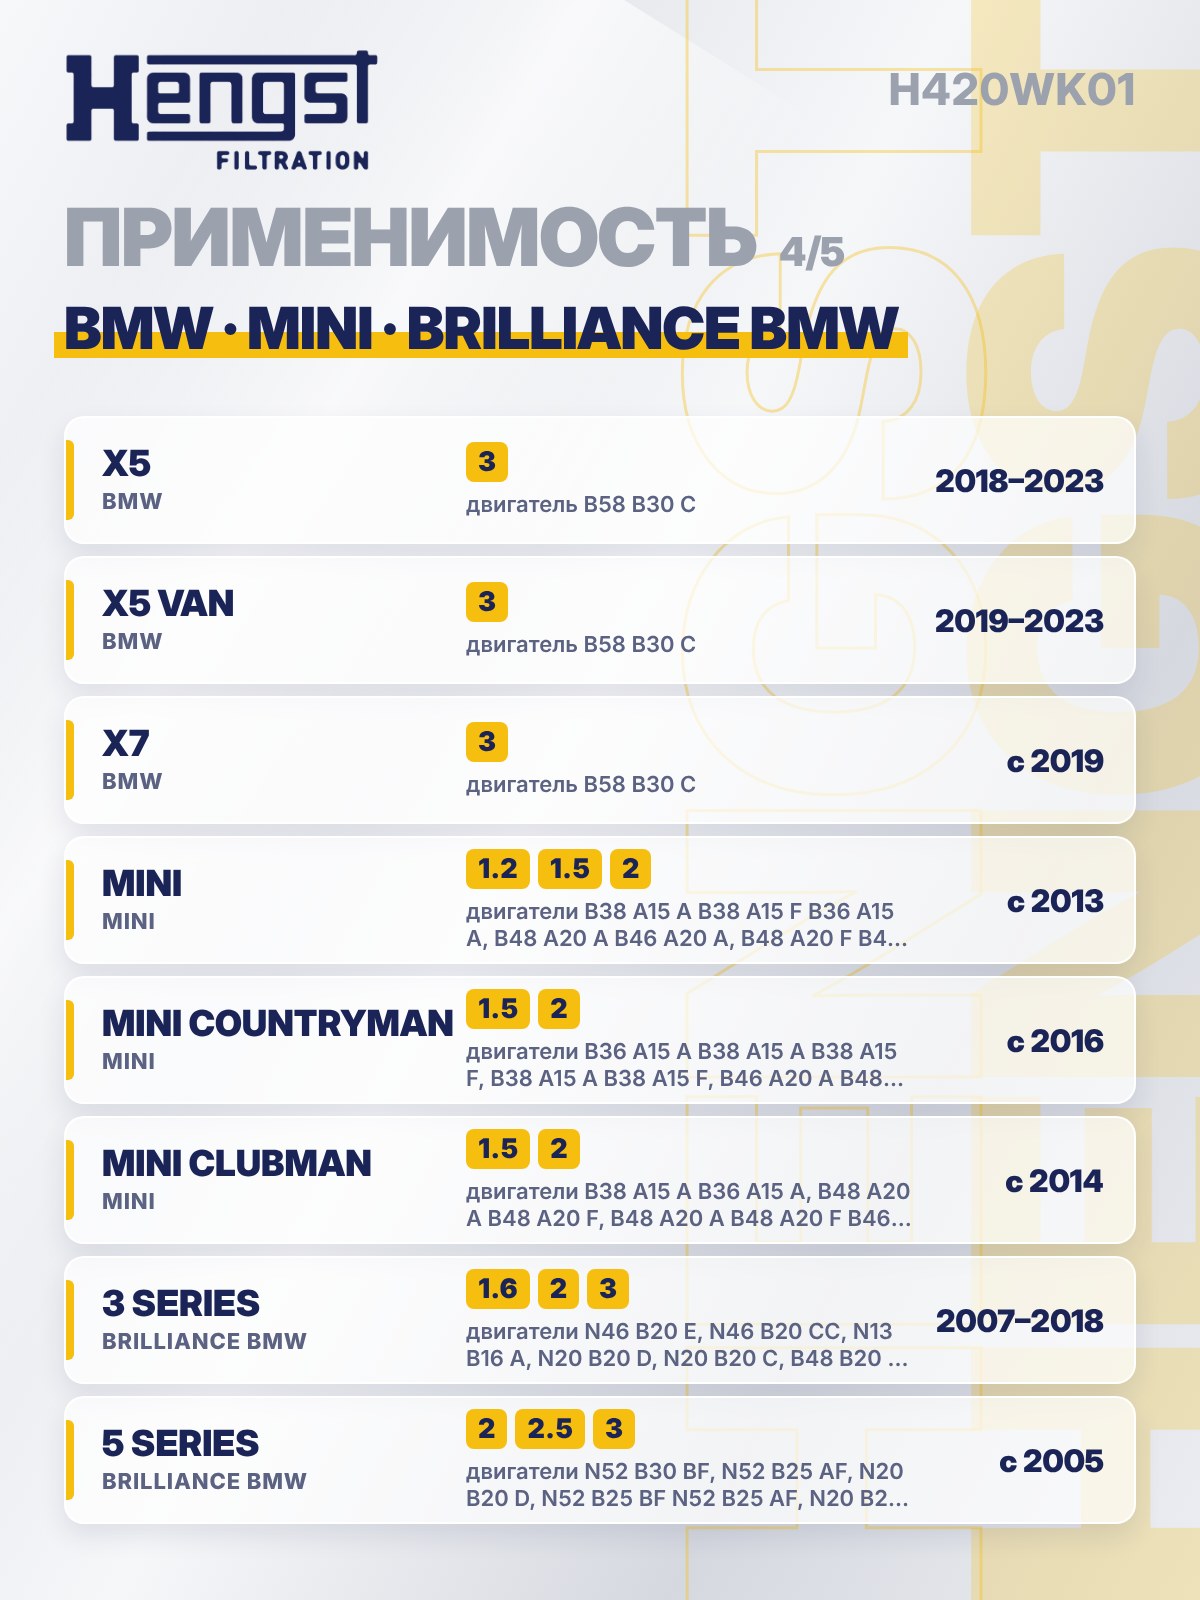 Hengst
FILTRATION
H420WK01
ПРИМЕНИМОСТЬ 4/5
BMW · MINI · BRILLIANCE BMW
X5
BMW
3
двигатель B58 B30 C
2018–2023
X5 VAN
BMW
3
двигатель B58 B30 C
2019–2023
X7
BMW
3
двигатель B58 B30 C
с 2019
MINI
MINI
1.2 1.5 2
двигатели B38 A15 A B38 A15 F B36 A15
A, B48 A20 A B46 A20 A, B48 A20 F B4...
с 2013
MINI COUNTRYMAN
MINI
1.5 2
двигатели B36 A15 A B38 A15 A B38 A15
F, B38 A15 A B38 A15 F, B46 A20 A B48...
с 2016
MINI CLUBMAN
MINI
1.5 2
двигатели B38 A15 A B36 A15 A, B48 A20
A B48 A20 F, B48 A20 A B48 A20 F B46...
с 2014
3 SERIES
BRILLIANCE BMW
1.6 2 3
двигатели N46 B20 E, N46 B20 CC, N13
B16 A, N20 B20 D, N20 B20 C, B48 B20 ...
2007–2018
5 SERIES
BRILLIANCE BMW
2 2.5 3
двигатели N52 B30 BF, N52 B25 AF, N20
B20 D, N52 B25 BF N52 B25 AF, N20 B2...
с 2005
HENGST